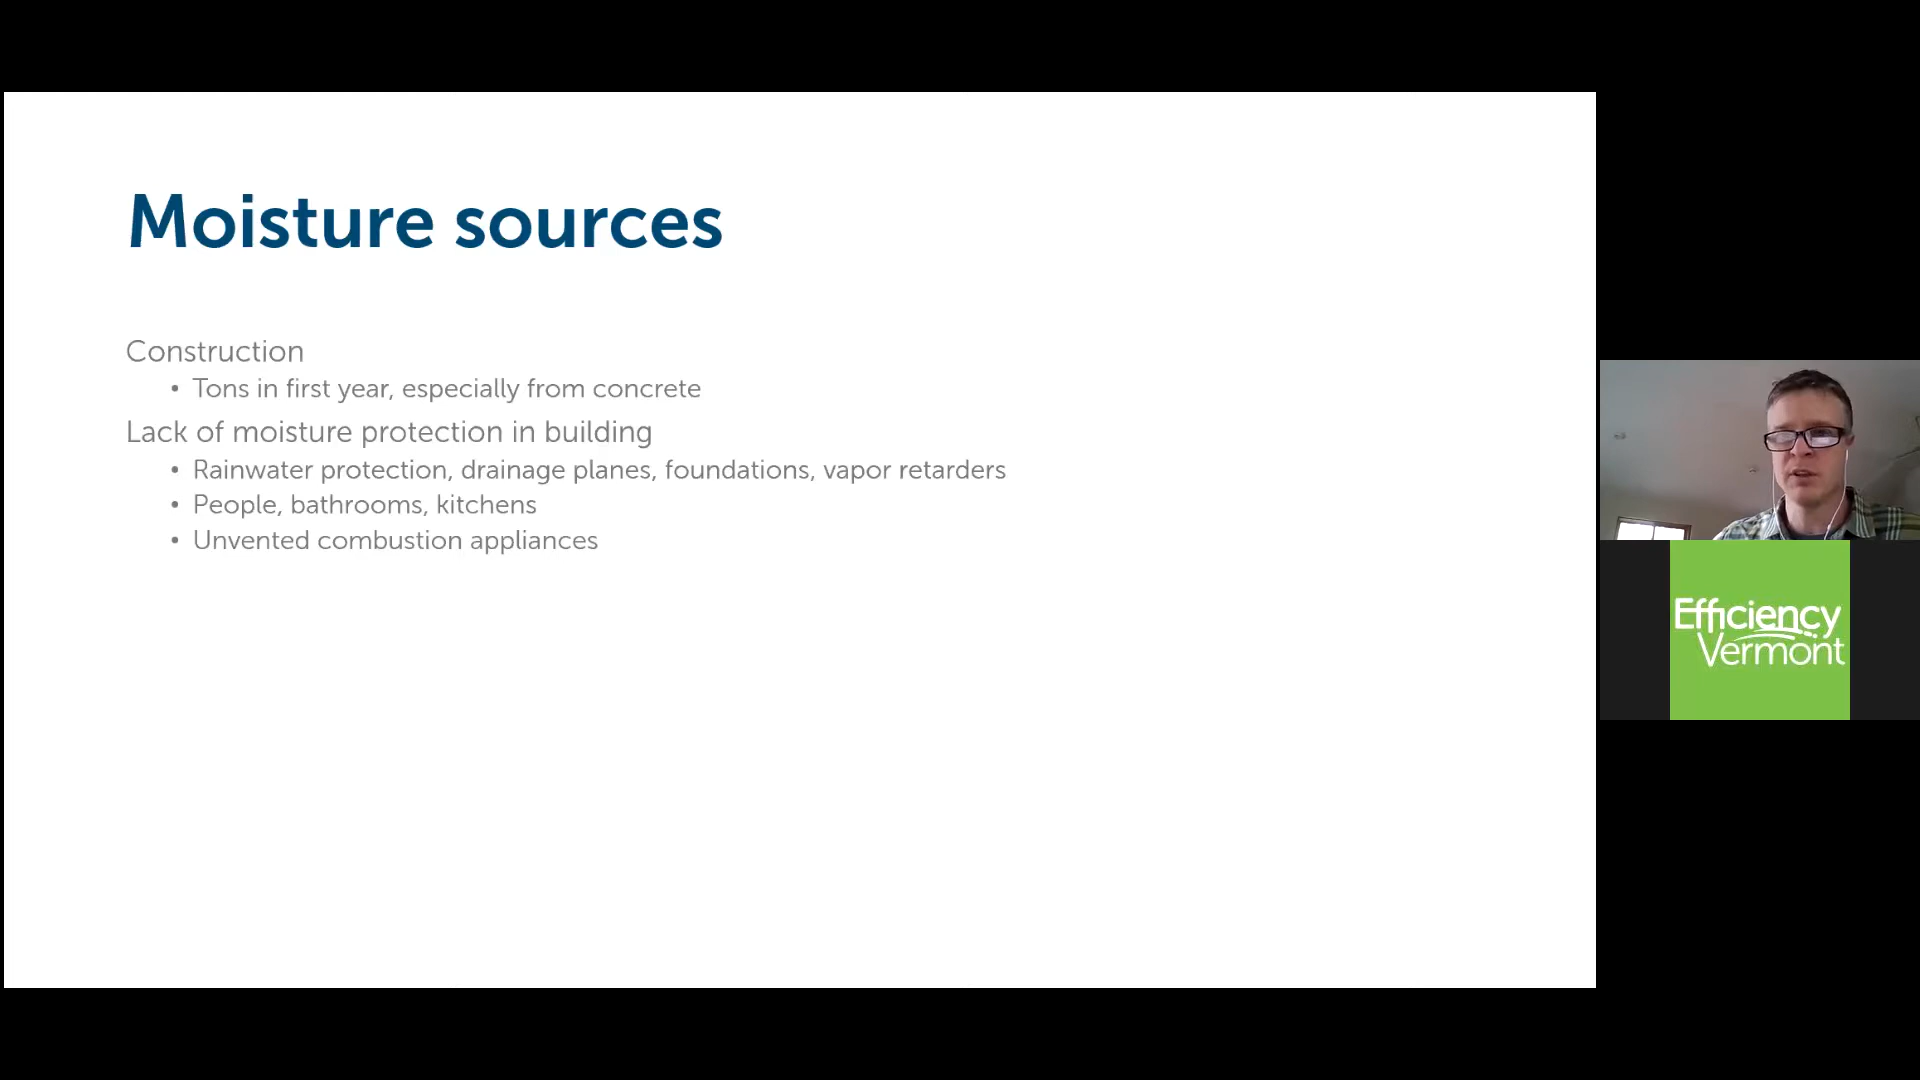 Moisture sources
Construction
• Tons in first year, especially from concrete
Lack of moisture protection in building
• Rainwater protection, drainage planes, foundations, vapor retarders
• People, bathrooms, kitchens
• Unvented combustion appliances
Efficiency
Vermont